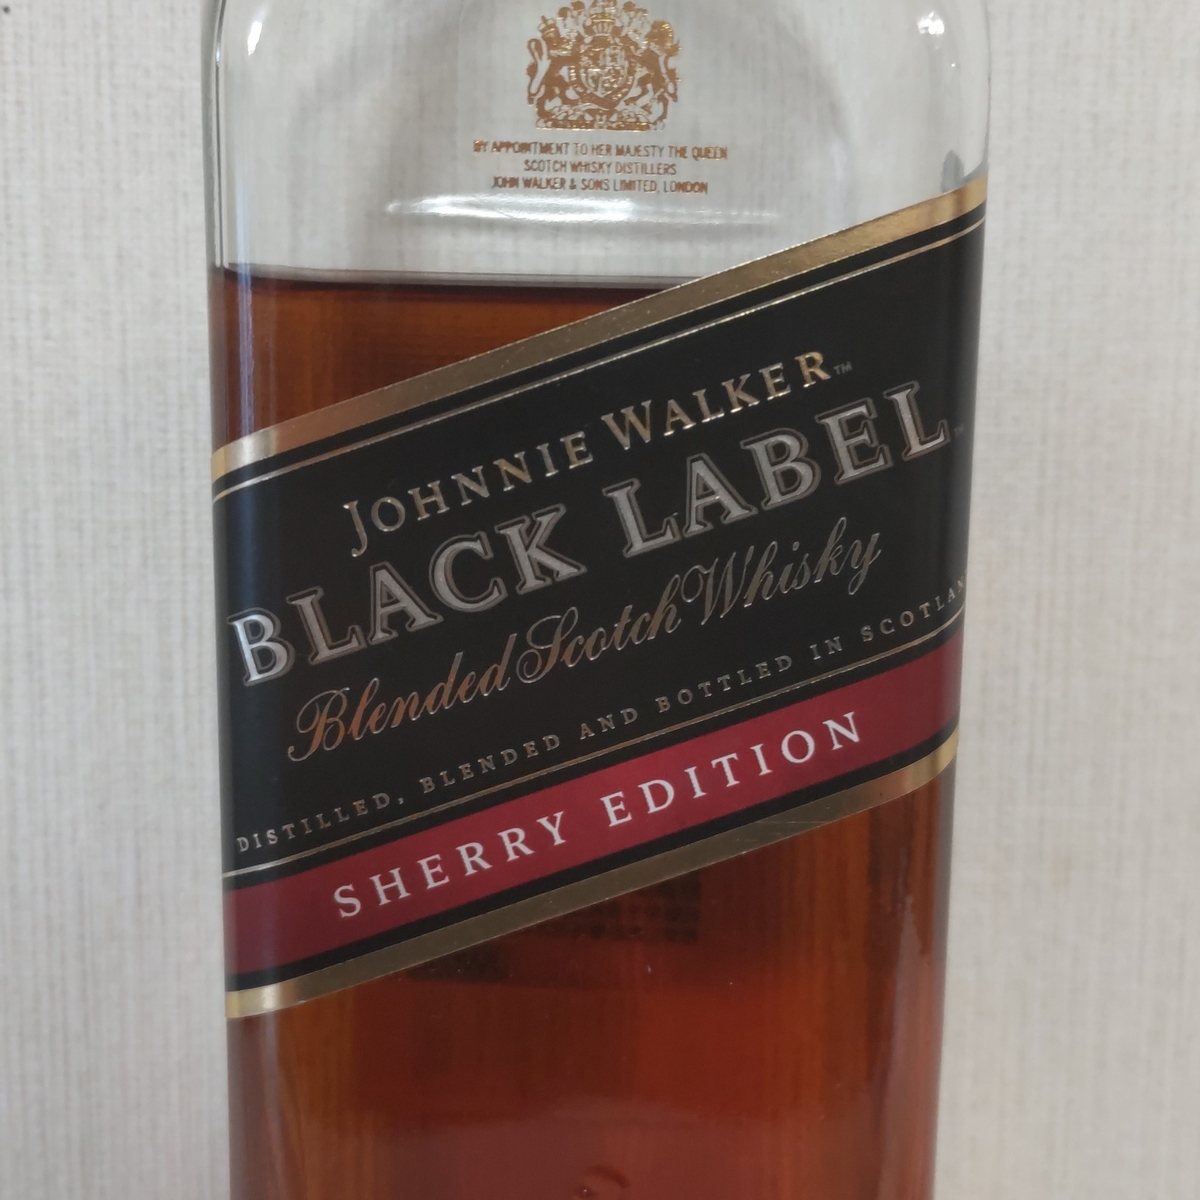 BY APPOINTMENT TO HER MAJESTY THE QUEEN
SCOTCH WHISKY DISTILLERS
JOHN WALKER & SONS LIMITED, LONDON
JOHNNIE WALKER™
BLACK LABEL™
Blended Scotch Whisky
DISTILLED, BLENDED AND BOTTLED IN SCOTLAN
SHERRY EDITION